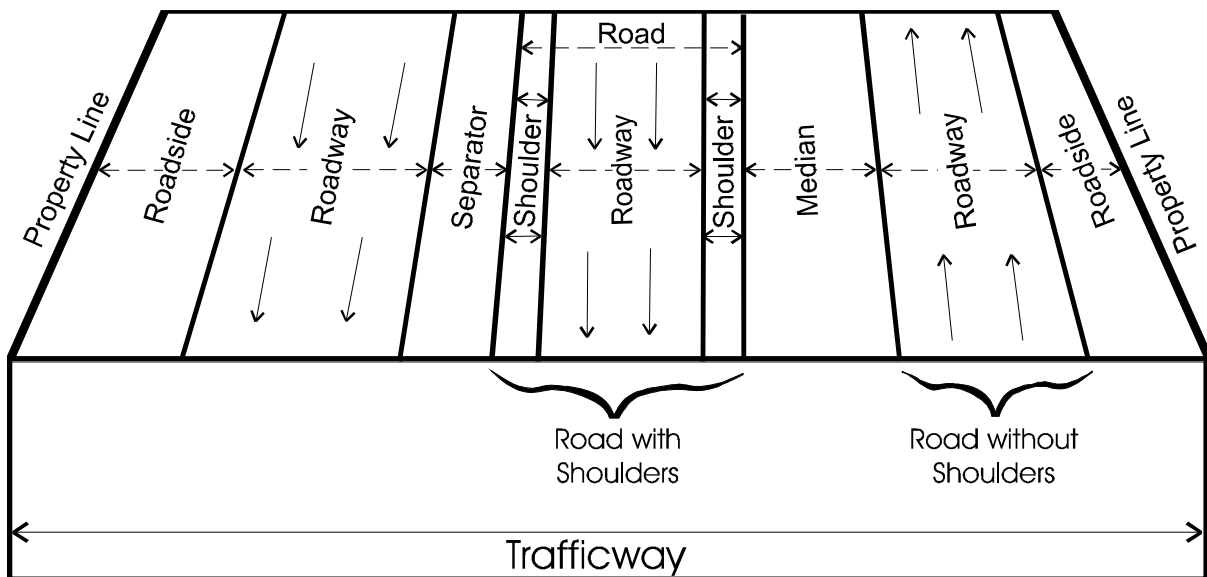 Road
Property Line
Roadside
Roadway
Separator
Shoulder
Roadway
Shoulder
Median
Roadway
Roadside
Property Line
Road with
Shoulders
Road without
Shoulders
Trafficway